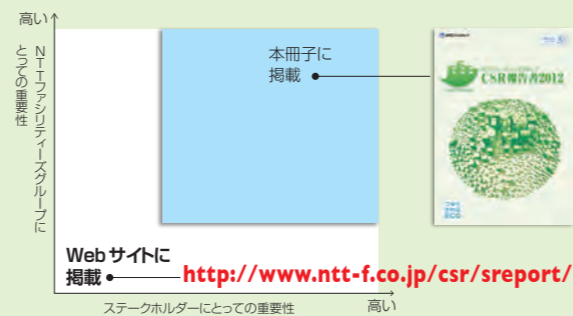 高い
NTTファシリティーズグループに
とっての重要性
本冊子に
掲載
CSR報告書2012
Webサイトに
掲載
http://www.ntt-f.co.jp/csr/sreport/
ステークホルダーにとっての重要性
高い